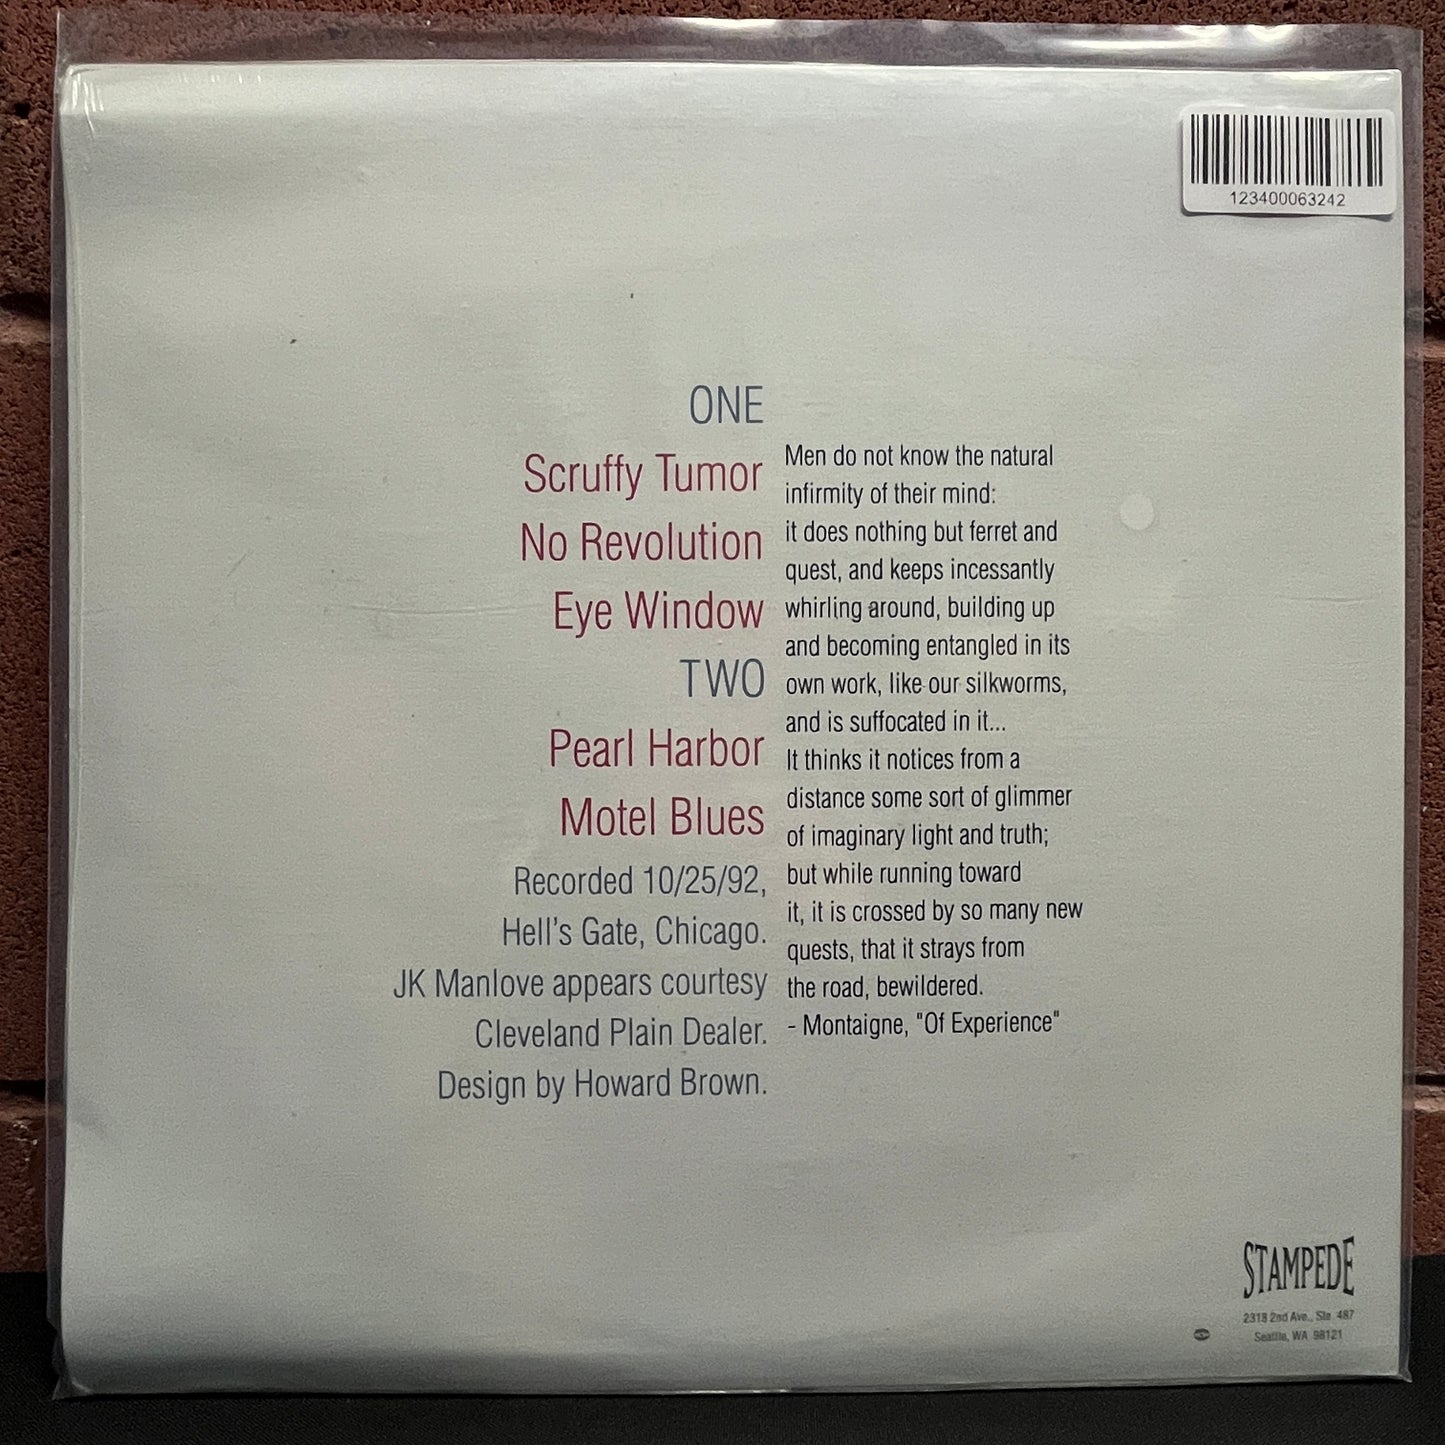 123400063242
ONE
Scruffy Tumor
No Revolution
Eye Window
TWO
Pearl Harbor
Motel Blues
Recorded 10/25/92,
Hell's Gate, Chicago.
JK Manlove appears courtesy
Cleveland Plain Dealer.
Design by Howard Brown.
Men do not know the natural
infirmity of their mind:
it does nothing but ferret and
quest, and keeps incessantly
whirling around, building up
and becoming entangled in its
own work, like our silkworms,
and is suffocated in it...
It thinks it notices from a
distance some sort of glimmer
of imaginary light and truth;
but while running toward
it, it is crossed by so many new
quests, that it strays from
the road, bewildered.
- Montaigne, "Of Experience"
STAMPEDE
2318 2nd Ave., Ste 487
Seattle, WA 98121